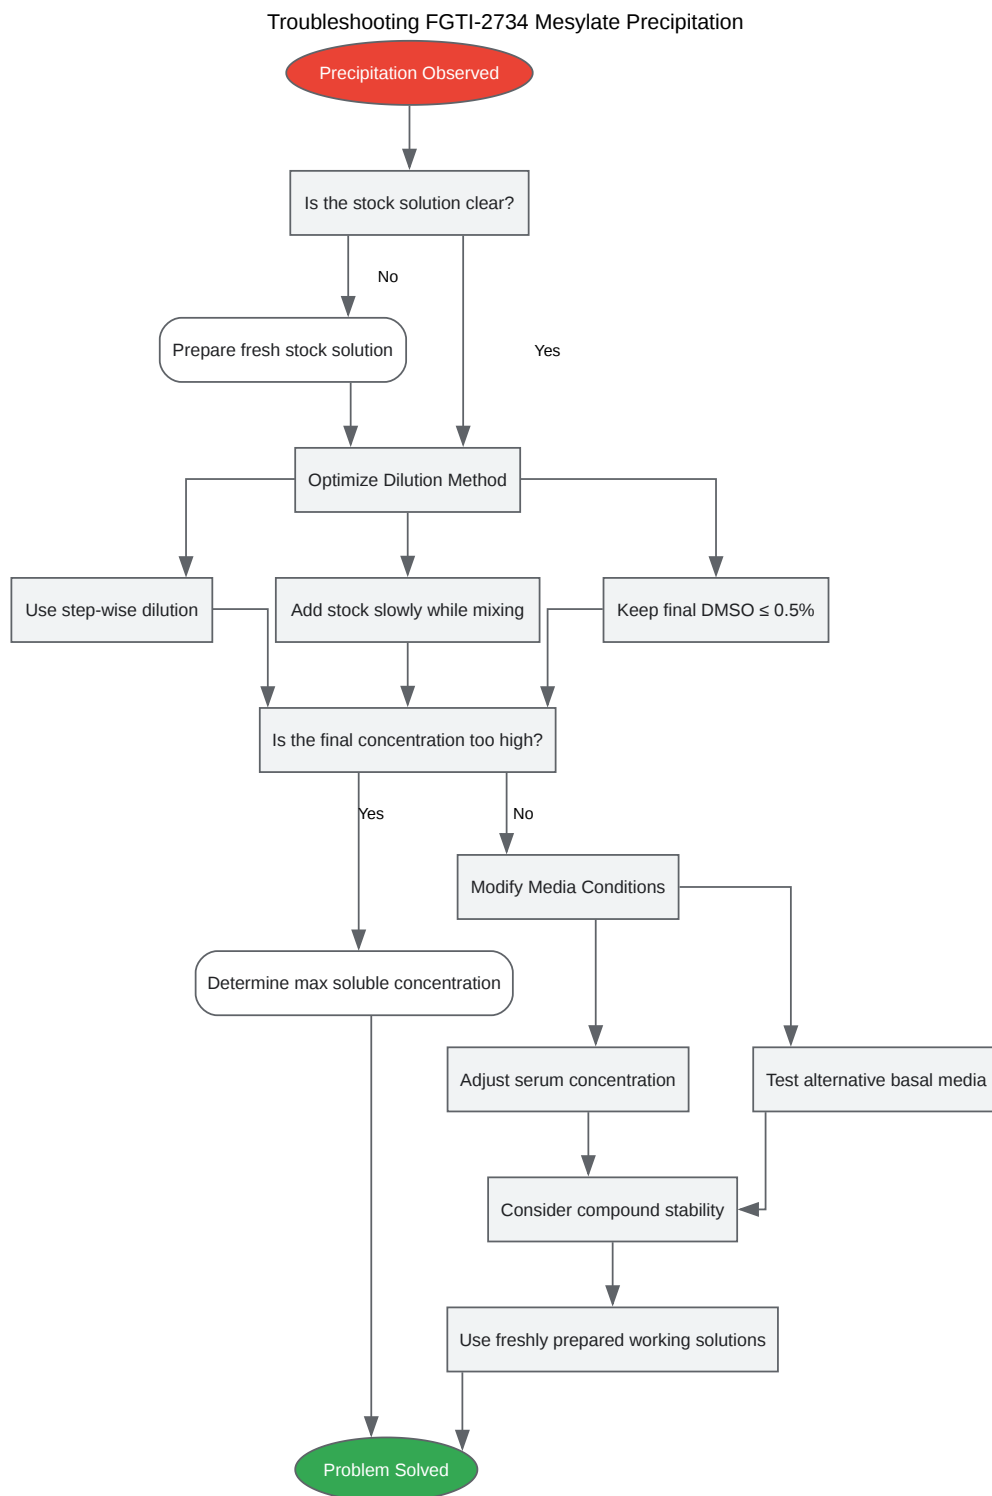 Troubleshooting FGTI-2734 Mesylate Precipitation
Precipitation Observed
Is the stock solution clear?
No
Prepare fresh stock solution
Yes
Optimize Dilution Method
Use step-wise dilution
Add stock slowly while mixing
Keep final DMSO ≤ 0.5%
Is the final concentration too high?
Yes
No
Modify Media Conditions
Determine max soluble concentration
Adjust serum concentration
Test alternative basal media
Consider compound stability
Use freshly prepared working solutions
Problem Solved